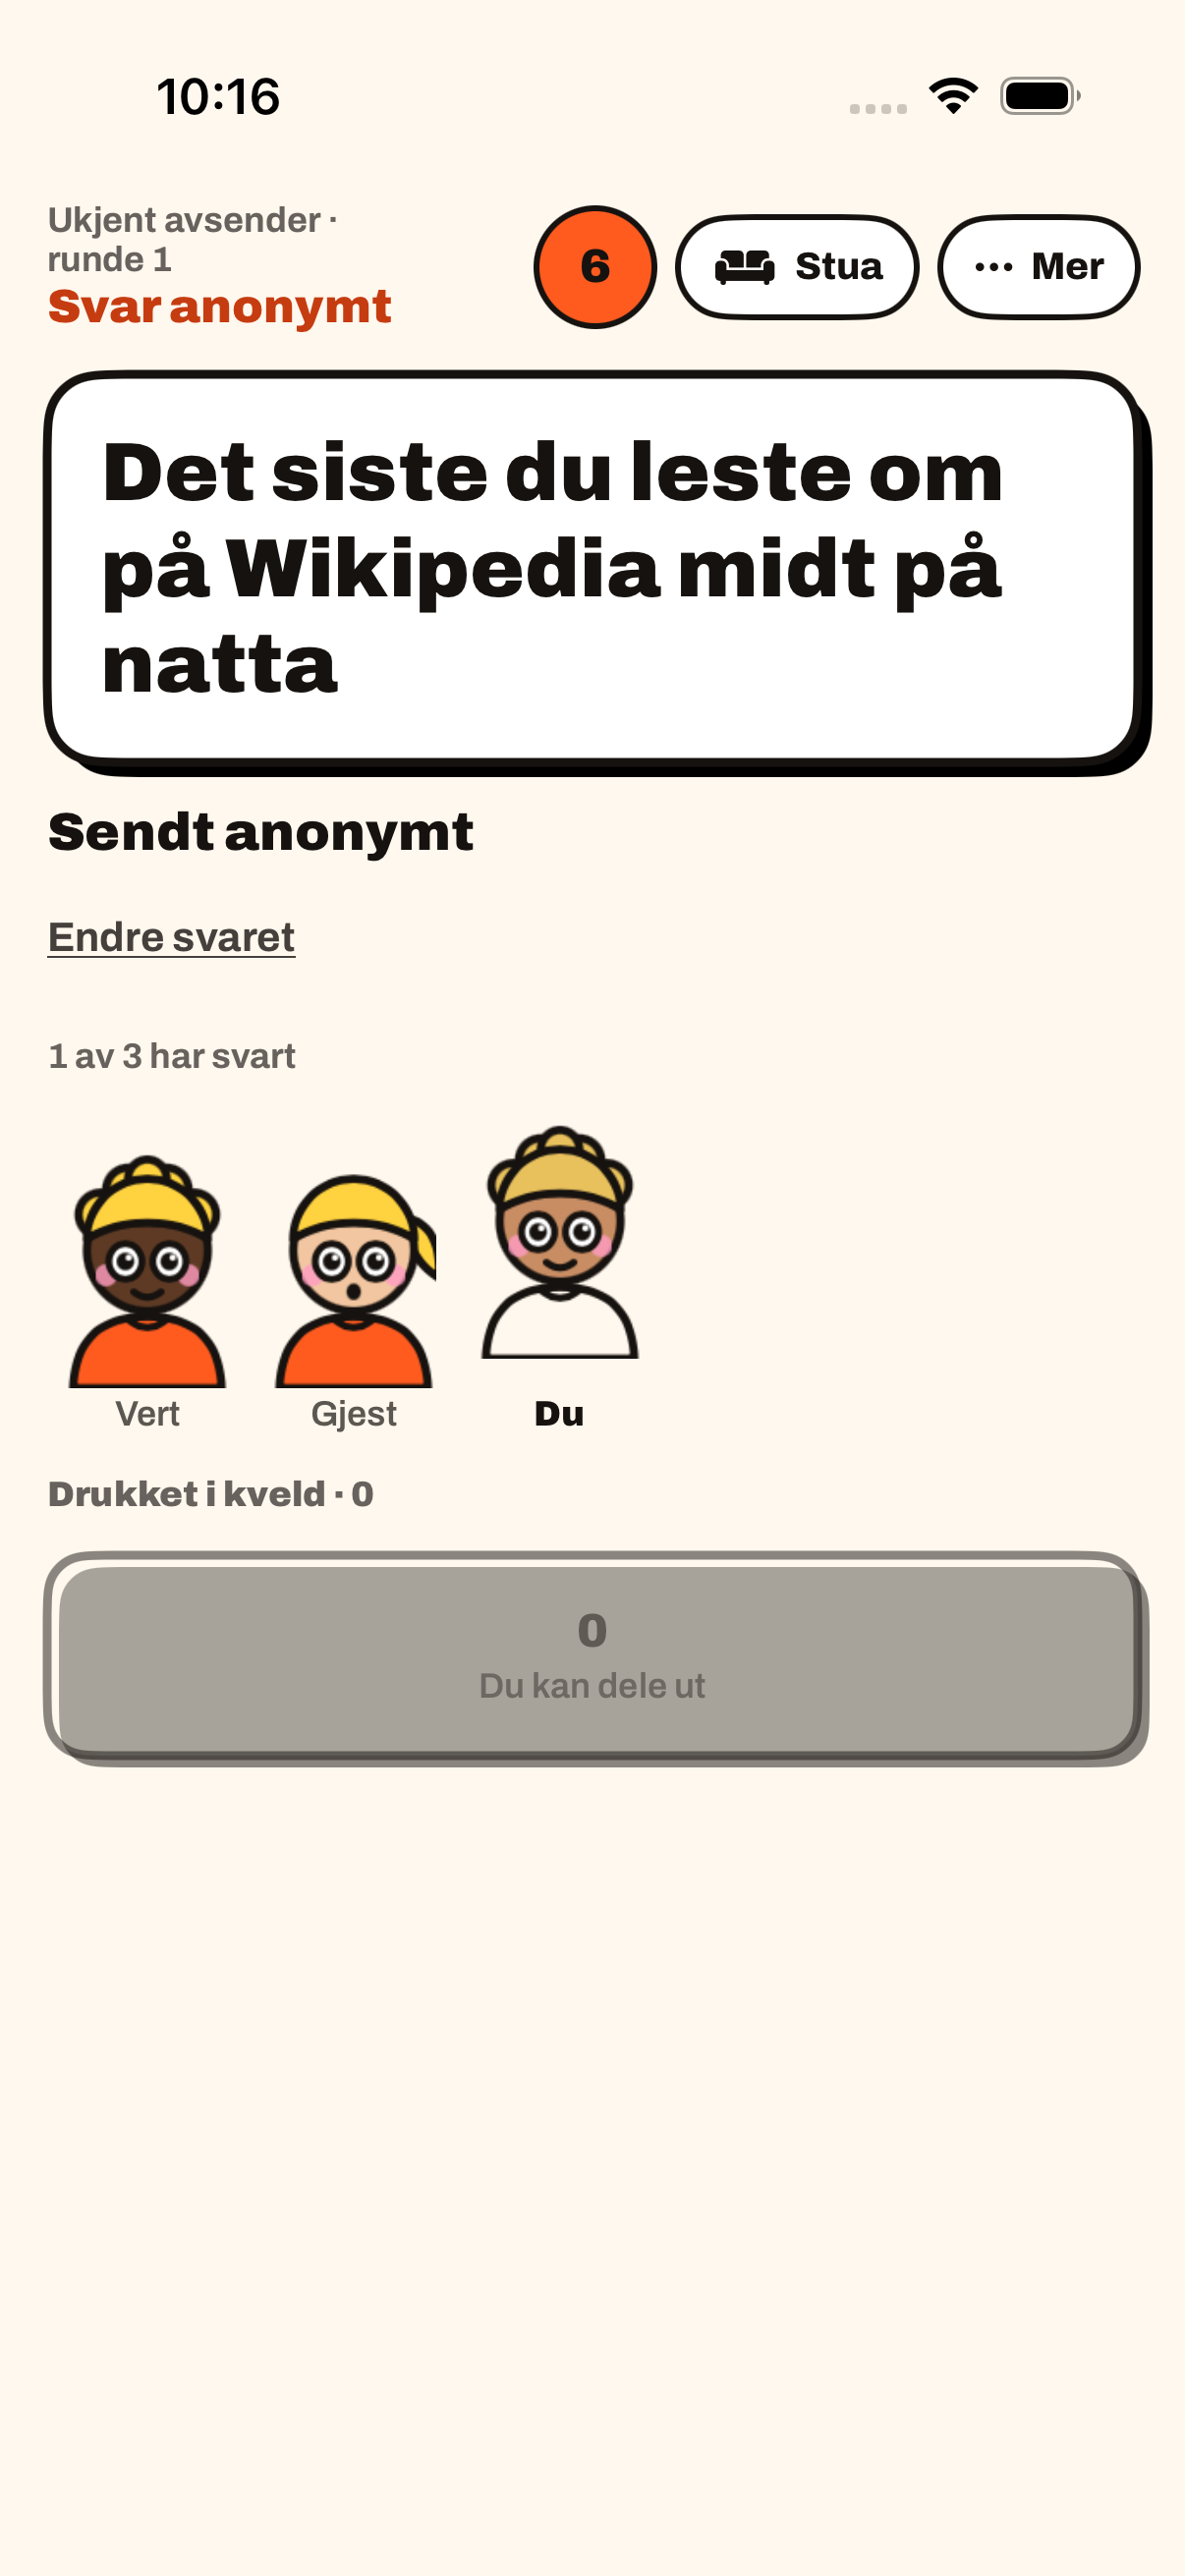 10:16
Ukjent avsender ·
runde 1
Svar anonymt
6
Stua
Mer
Det siste du leste om
på Wikipedia midt på
natta
Sendt anonymt
Endre svaret
1 av 3 har svart
Vert
Gjest
Du
Drukket i kveld · 0
0
Du kan dele ut